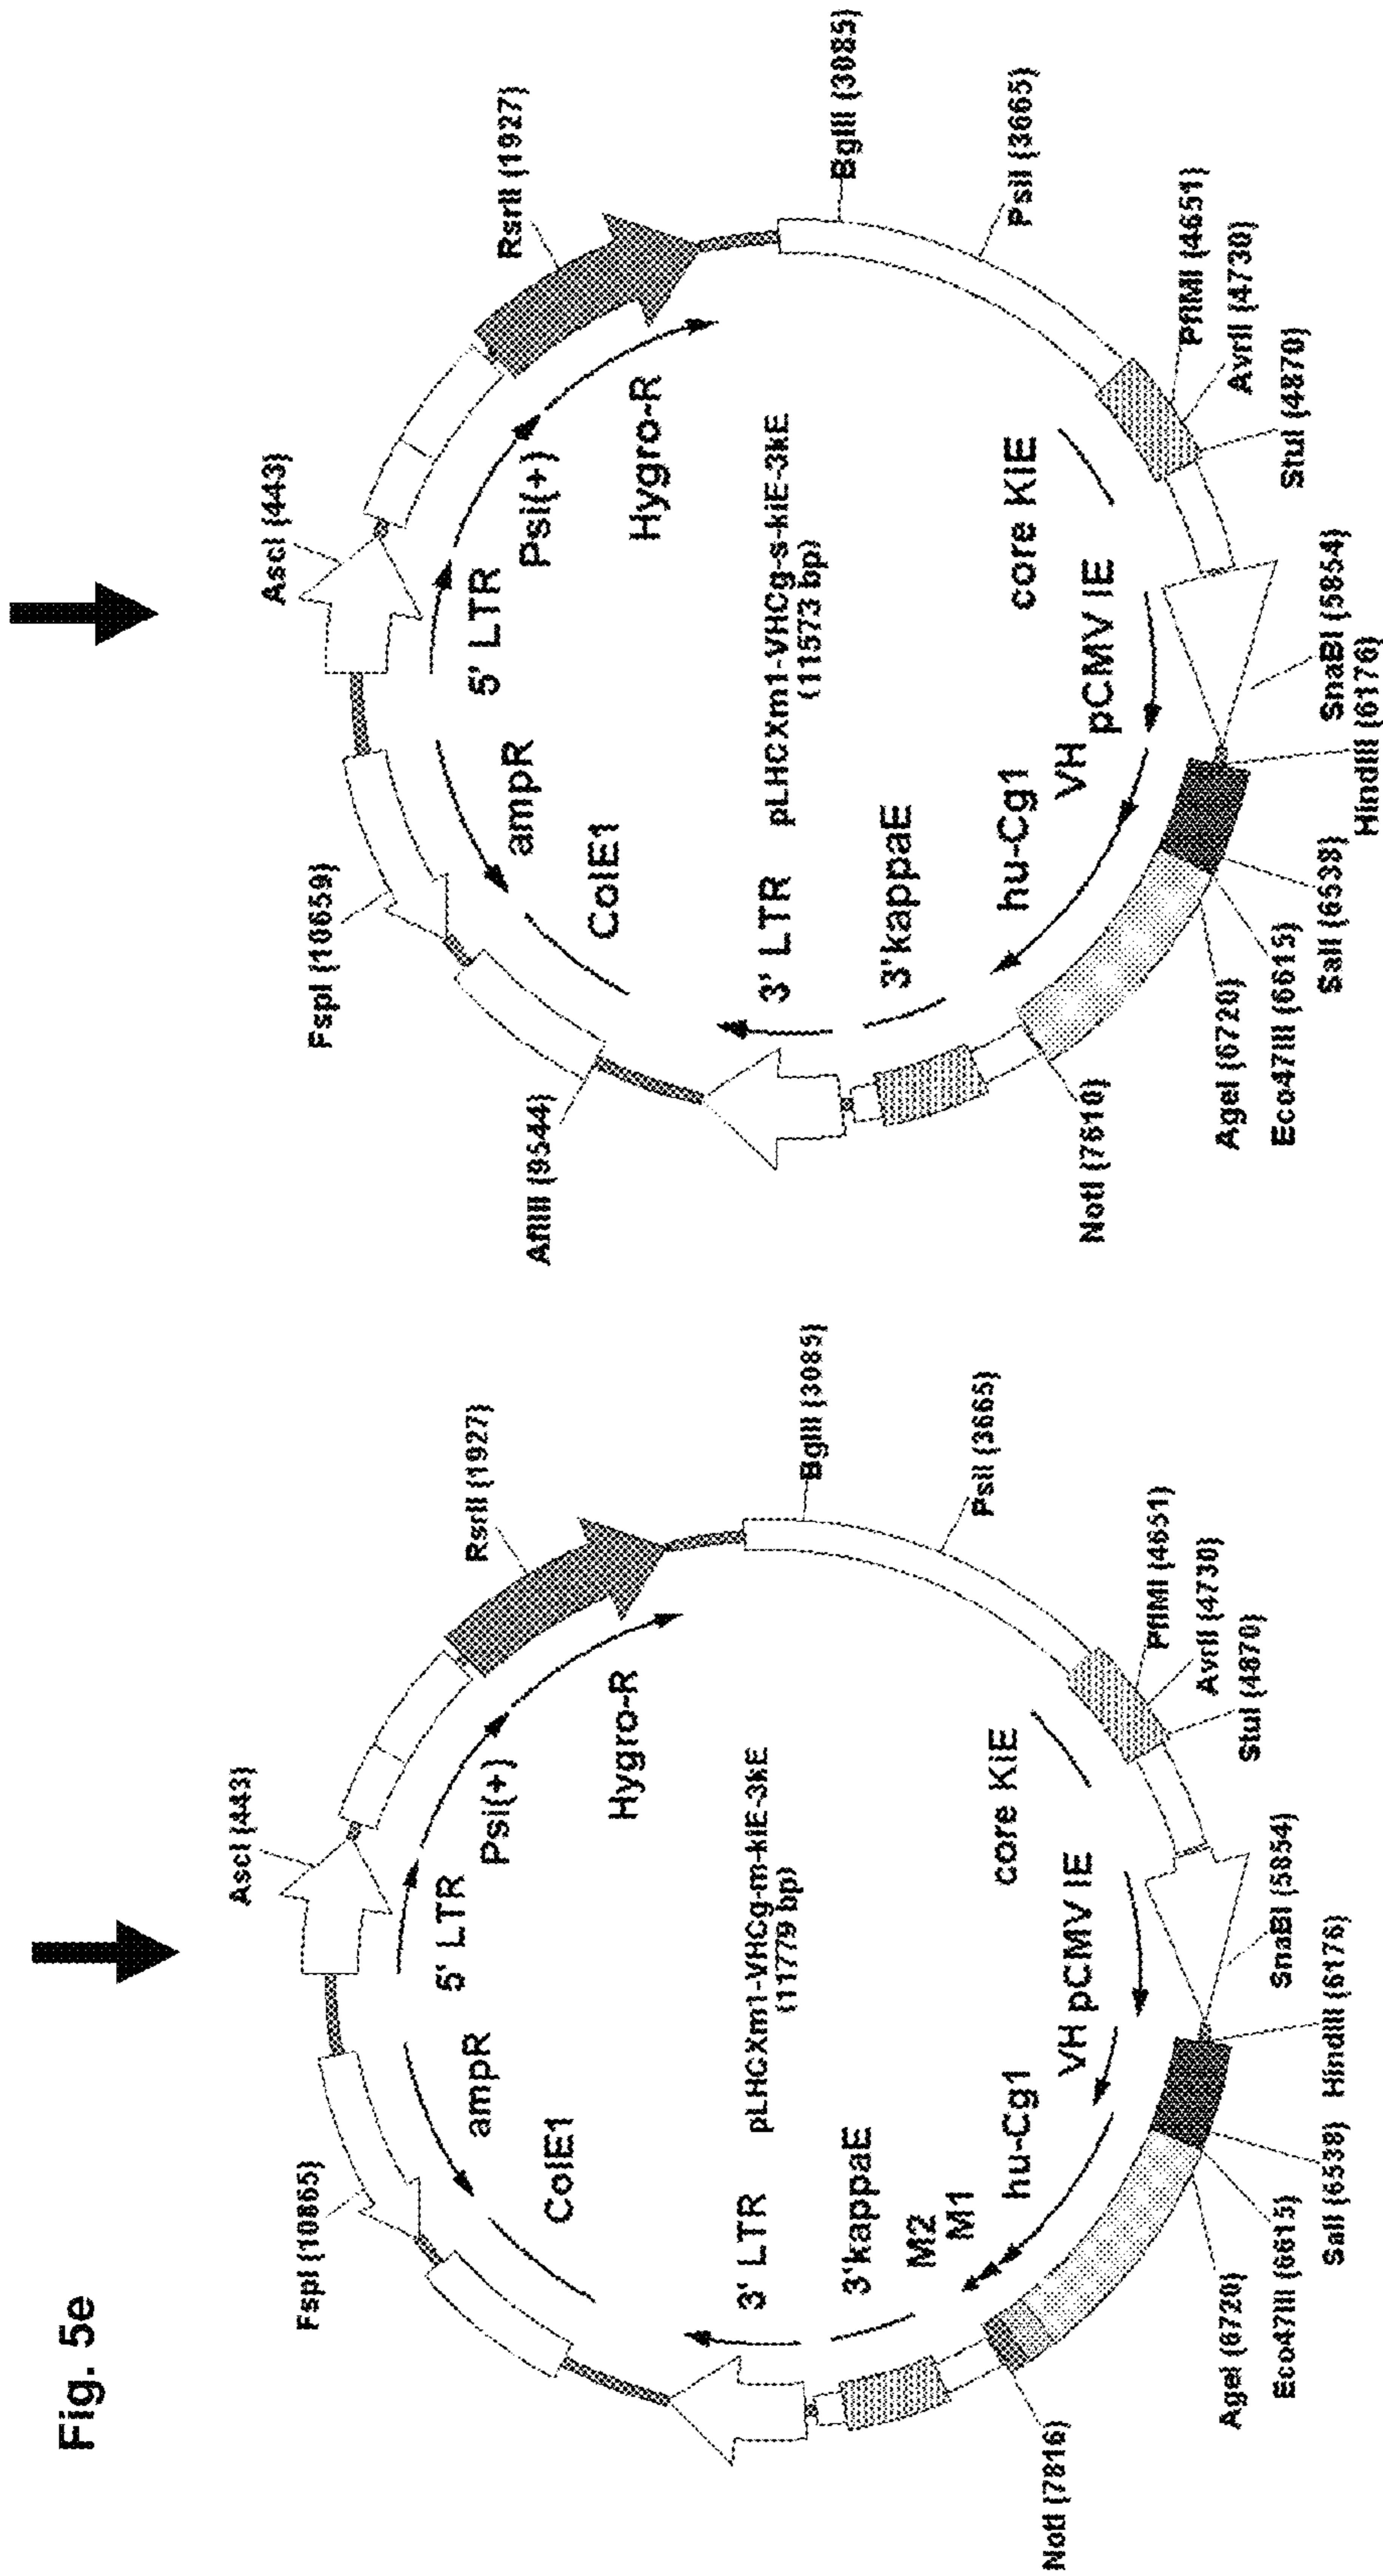 Fig. 5e
AscI {443}
RsrII {1927}
BglII {3085}
PsiI {3665}
PflMI {4651}
AvrII {4730}
StuI {4870}
SnaBI {5854}
HindIII {6176}
SalI {6538}
Eco47III {6615}
AgeI {6720}
NotI {7816}
FspI {10865}
5' LTR
Psi(+)
Hygro-R
core KiE
pCMV IE
VH
hu-Cg1
M1
M2
3'kappaE
3' LTR
ColE1
ampR
pLHCXm1-VHCg-m-kiE-3kE
(11779 bp)
AscI {443}
RsrII {1927}
BglII {3085}
PsiI {3665}
PflMI {4651}
AvrII {4730}
StuI {4870}
SnaBI {5854}
HindIII {6176}
SalI {6538}
Eco47III {6615}
AgeI {6720}
NotI {7610}
AflIII {9544}
FspI {10659}
5' LTR
Psi(+)
Hygro-R
core KiE
pCMV IE
VH
hu-Cg1
3'kappaE
3' LTR
ColE1
ampR
pLHCXm1-VHCg-s-kiE-3kE
(11573 bp)